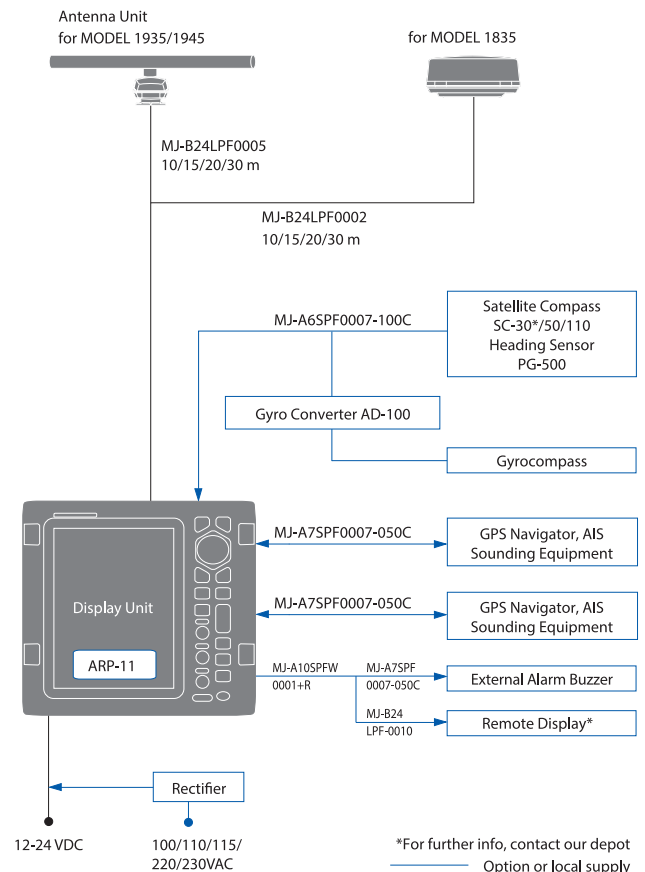 Antenna Unit
for MODEL 1935/1945
for MODEL 1835
MJ-B24LPF0005
10/15/20/30 m
MJ-B24LPF0002
10/15/20/30 m
MJ-A6SPF0007-100C
Satellite Compass
SC-30*/50/110
Heading Sensor
PG-500
Gyro Converter AD-100
Gyrocompass
MJ-A7SPF0007-050C
GPS Navigator, AIS
Sounding Equipment
Display Unit
MJ-A7SPF0007-050C
GPS Navigator, AIS
Sounding Equipment
ARP-11
MJ-A10SPFW
0001+R
MJ-A7SPF
0007-050C
External Alarm Buzzer
MJ-B24
LPF-0010
Remote Display*
Rectifier
12-24 VDC
100/110/115/
220/230VAC
*For further info, contact our depot
Option or local supply